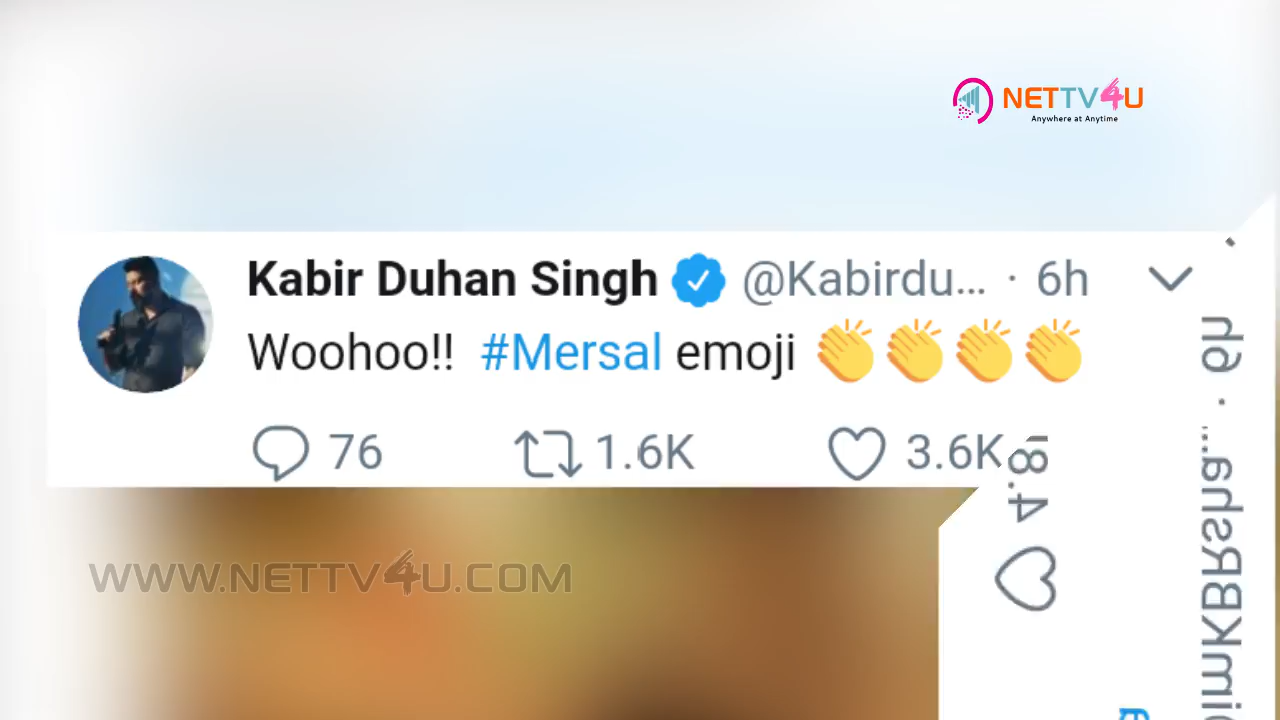 NETTV4U
Anywhere at Anytime
Kabir Duhan Singh @Kabirdu... · 6h
Woohoo!! #Mersal emoji 👏👏👏👏
76 1.6K 3.6K
WWW.NETTV4U.COM
6h